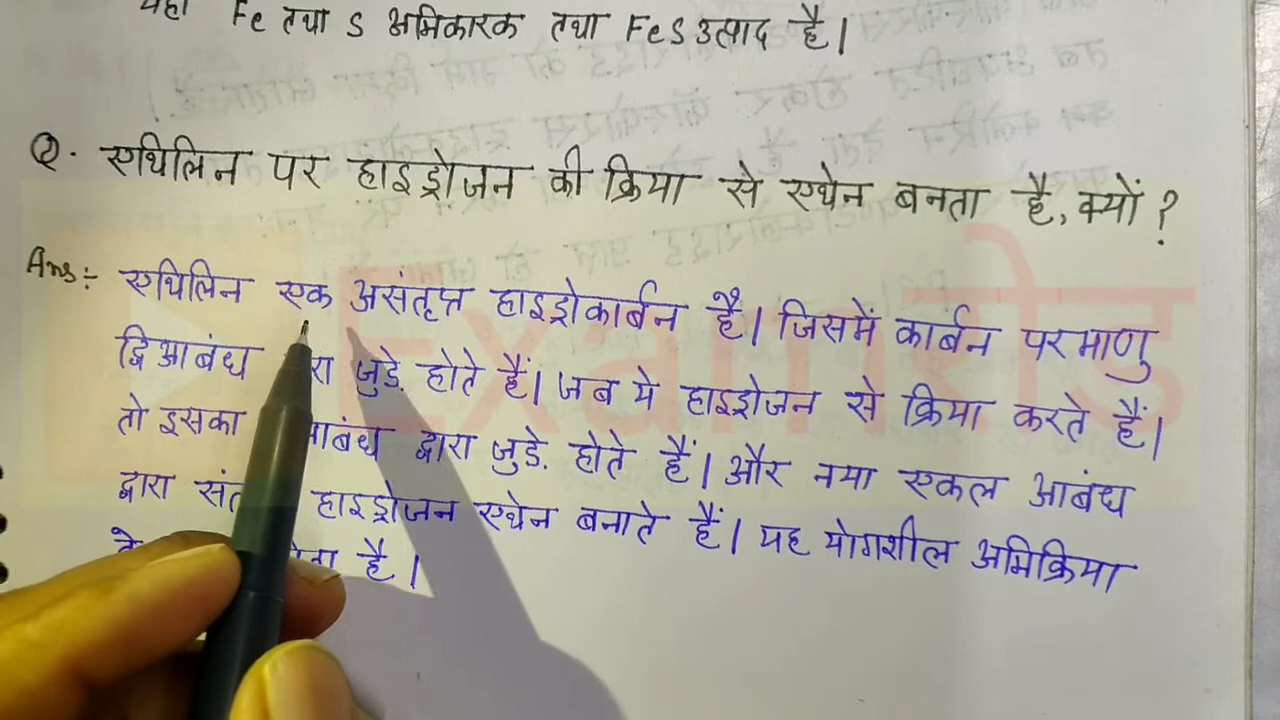 यहाँ Fe तथा S अभिकारक तथा FeS उत्पाद है।
Q. एथिलिन पर हाइड्रोजन की क्रिया से एथेन बनता है, क्यों ?
Ans:- एथिलिन एक असंतृप्त हाइड्रोकार्बन है। जिसमें कार्बन परमाणु
द्विआबंध जुड़े होते हैं। जब ये हाइड्रोजन से क्रिया करते हैं।
तो इसका द्वारा जुड़े होते हैं। और नया एकल आबंध
द्वारा हाइड्रोजन एथेन बनाते हैं। यह योगशील अभिक्रिया
है।
Examरोड